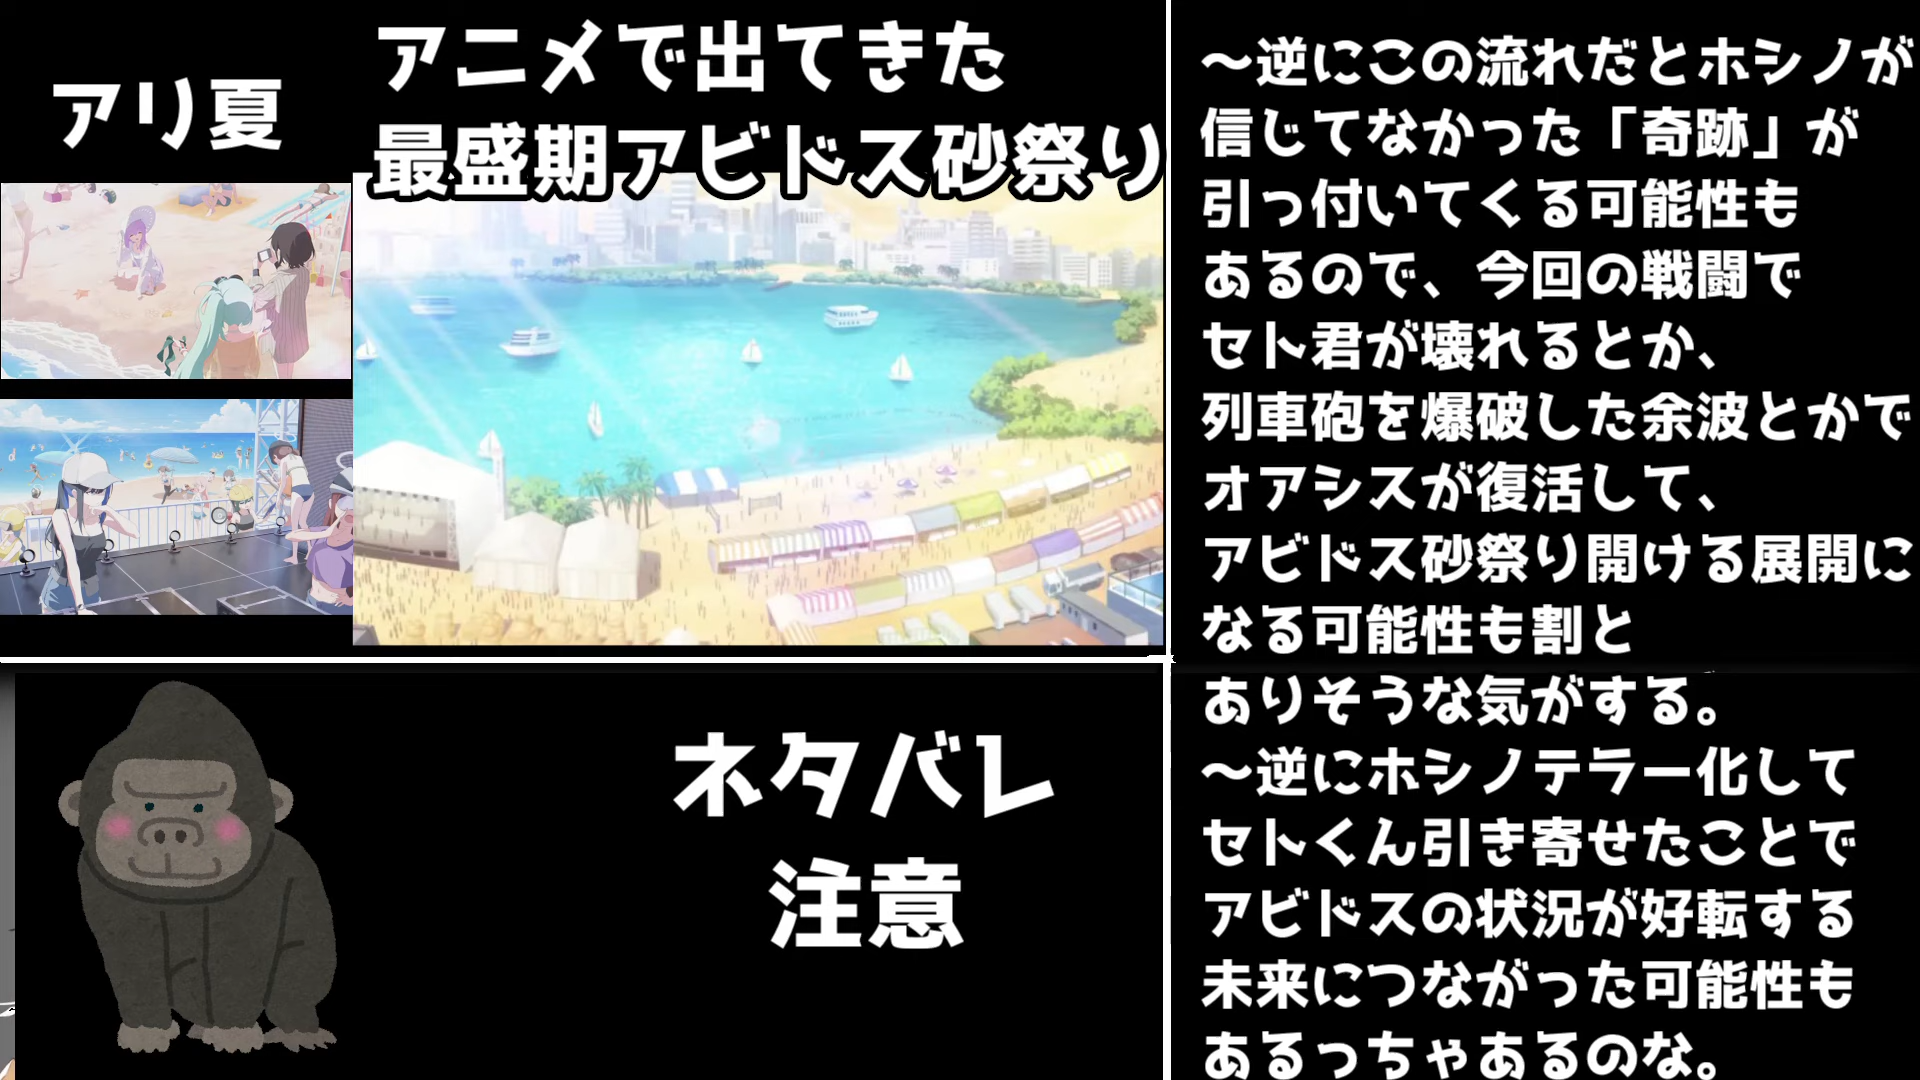 アニメで出てきた
最盛期アビドス砂祭り
アリ夏
ネタバレ
注意
～逆にこの流れだとホシノが
信じてなかった「奇跡」が
引っ付いてくる可能性も
あるので、今回の戦闘で
セト君が壊れるとか、
列車砲を爆破した余波とかで
オアシスが復活して、
アビドス砂祭り開ける展開に
なる可能性も割と
ありそうな気がする。
～逆にホシノテラー化して
セトくん引き寄せたことで
アビドスの状況が好転する
未来につながった可能性も
あるっちゃあるのな。